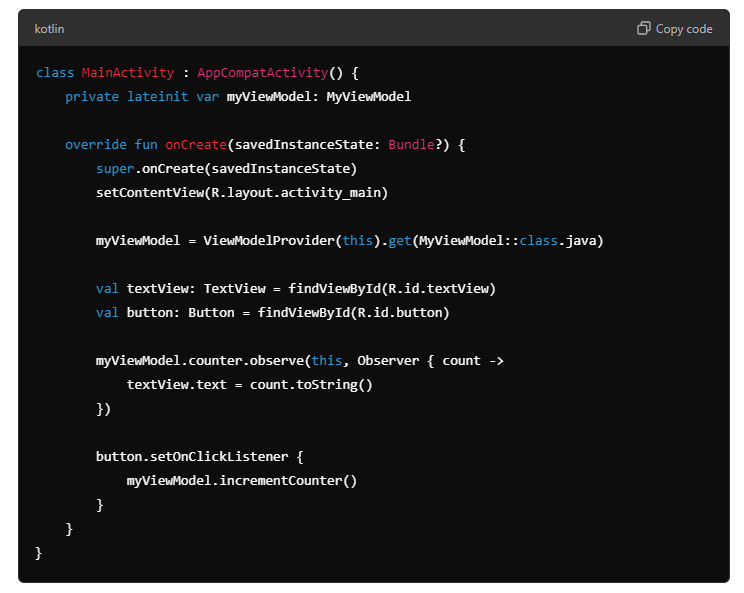 kotlin
Copy code
class MainActivity : AppCompatActivity() {
    private lateinit var myViewModel: MyViewModel

    override fun onCreate(savedInstanceState: Bundle?) {
        super.onCreate(savedInstanceState)
        setContentView(R.layout.activity_main)

        myViewModel = ViewModelProvider(this).get(MyViewModel::class.java)

        val textView: TextView = findViewById(R.id.textView)
        val button: Button = findViewById(R.id.button)

        myViewModel.counter.observe(this, Observer { count ->
            textView.text = count.toString()
        })

        button.setOnClickListener {
            myViewModel.incrementCounter()
        }
    }
}